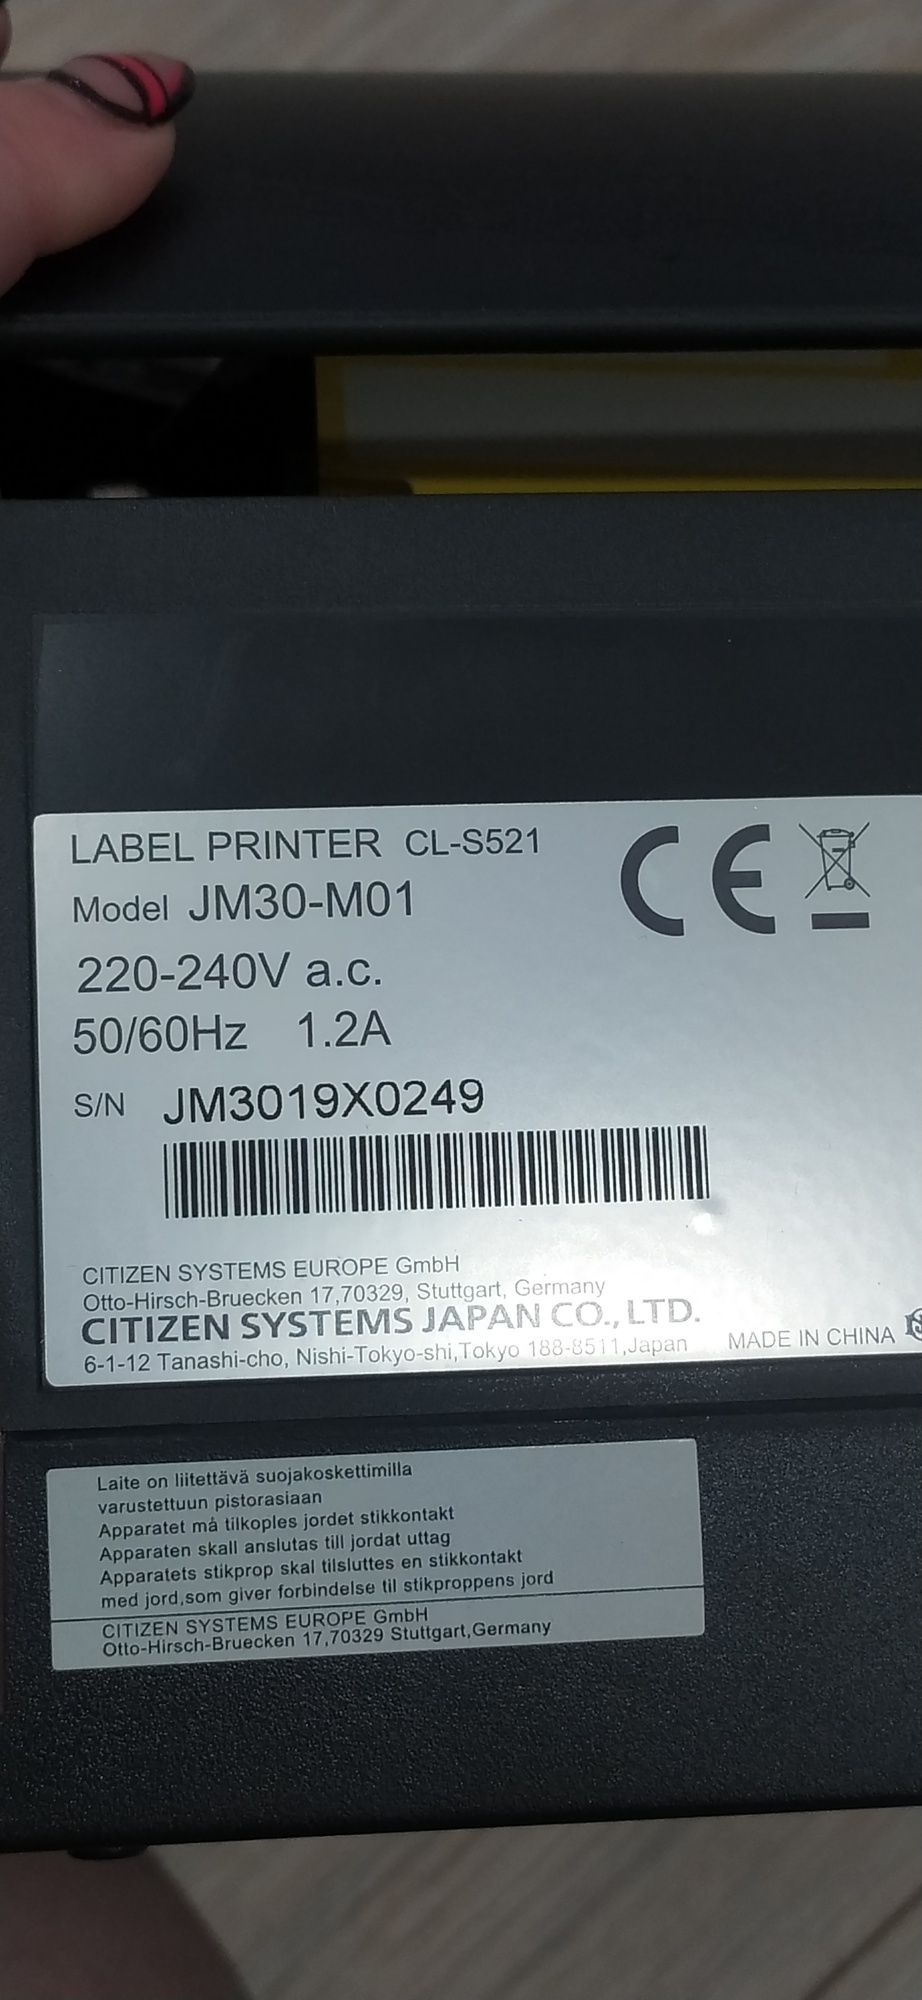 LABEL PRINTER CL-S521
Model JM30-M01
220-240V a.c.
50/60Hz 1.2A
S/N JM3019X0249
CE
CITIZEN SYSTEMS EUROPE GmbH
Otto-Hirsch-Bruecken 17,70329, Stuttgart, Germany
CITIZEN SYSTEMS JAPAN CO., LTD.
6-1-12 Tanashi-cho, Nishi-Tokyo-shi,Tokyo 188-8511,Japan MADE IN CHINA
Laite on liitettävä suojakoskettimilla
varustettuun pistorasiaan
Apparatet må tilkoples jordet stikkontakt
Apparaten skall anslutas till jordat uttag
Apparatets stikprop skal tilsluttes en stikkontakt
med jord,som giver forbindelse til stikproppens jord
CITIZEN SYSTEMS EUROPE GmbH
Otto-Hirsch-Bruecken 17,70329 Stuttgart,Germany